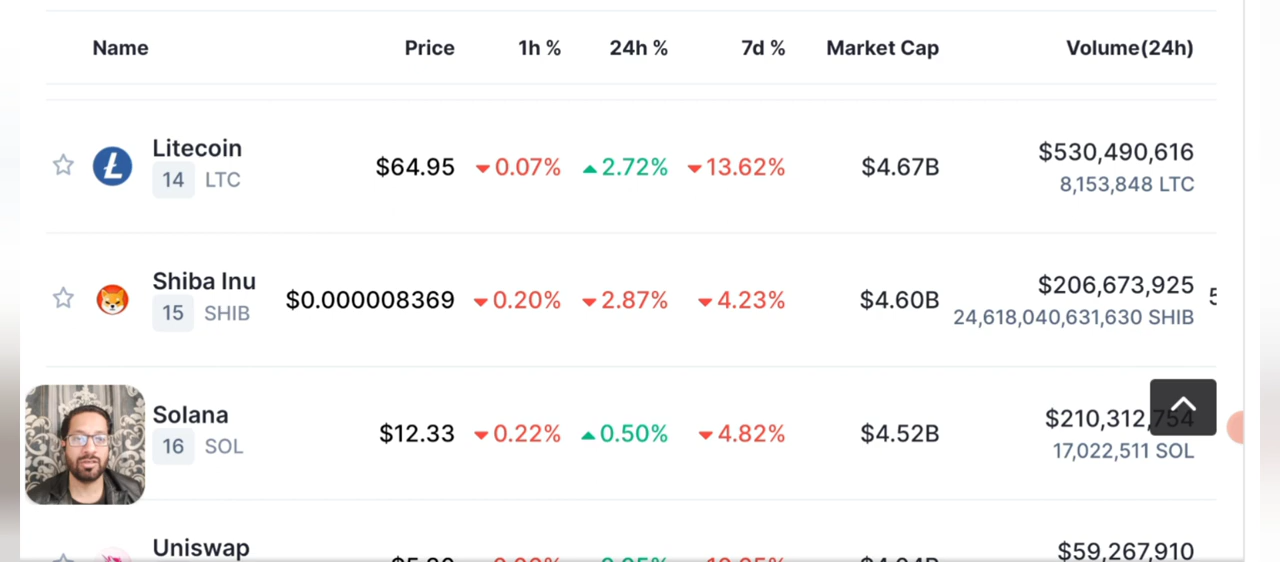 Name Price 1h % 24h % 7d % Market Cap Volume(24h)
Litecoin
14 LTC
$64.95 0.07% 2.72% 13.62% $4.67B
$530,490,616
8,153,848 LTC
Shiba Inu
15 SHIB
$0.000008369 0.20% 2.87% 4.23% $4.60B
$206,673,925
24,618,040,631,630 SHIB
Solana
16 SOL
$12.33 0.22% 0.50% 4.82% $4.52B
$210,312,754
17,022,511 SOL
Uniswap
$59,267,910